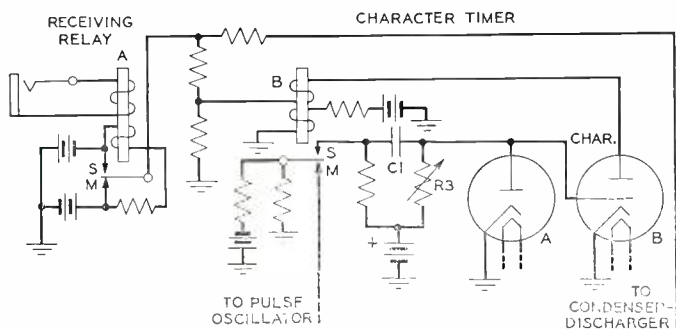 RECEIVING
RELAY
CHARACTER TIMER
A
B
S
M
S
M
C1
R3
+
CHAR.
A
B
TO PULSE
OSCILLATOR
TO
CONDENSER-
DISCHARGER